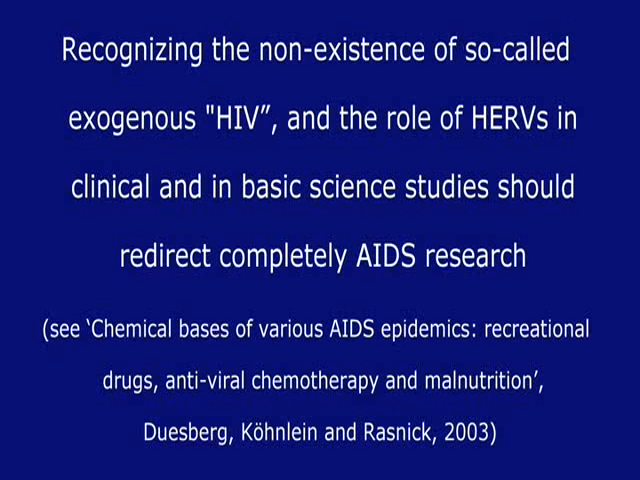 Recognizing the non-existence of so-called
exogenous "HIV”, and the role of HERVs in
clinical and in basic science studies should
redirect completely AIDS research
(see ‘Chemical bases of various AIDS epidemics: recreational
drugs, anti-viral chemotherapy and malnutrition’,
Duesberg, Köhnlein and Rasnick, 2003)